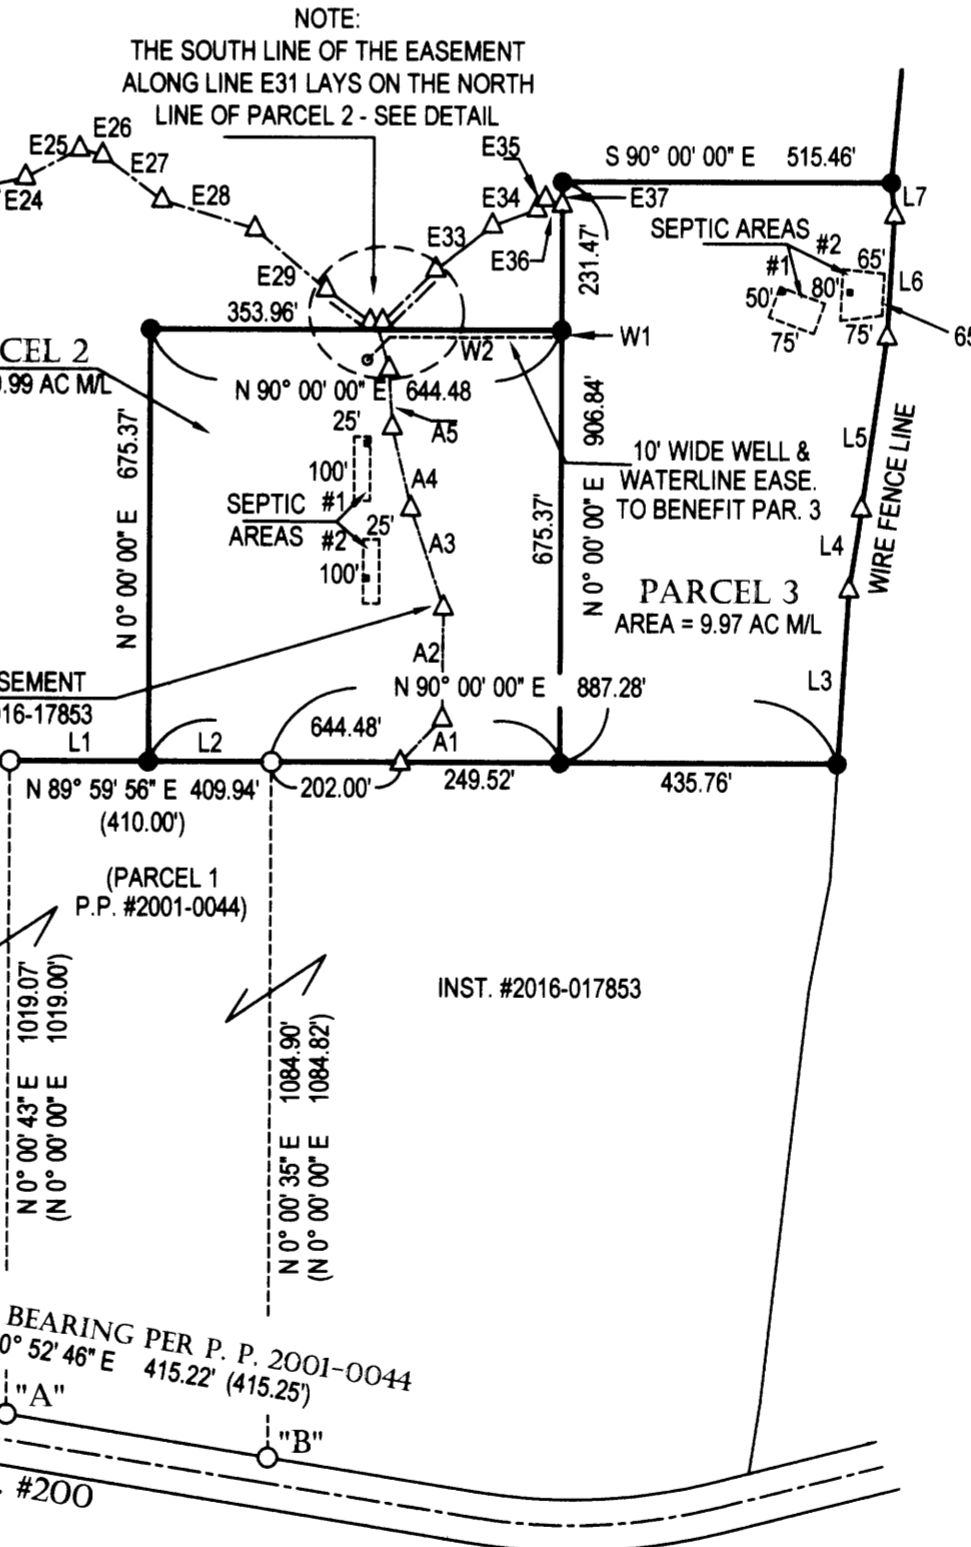 NOTE:
THE SOUTH LINE OF THE EASEMENT
ALONG LINE E31 LAYS ON THE NORTH
LINE OF PARCEL 2 - SEE DETAIL
E24
E25
E26
E27
E28
E29
E33
E34
E35
E36
E37
S 90° 00' 00" E 515.46'
L7
SEPTIC AREAS
#1
#2
65'
80'
50'
75'
75'
L6
65
231.47'
353.96'
W1
W2
CEL 2
.99 AC M/L
N 90° 00' 00" E 644.48
25'
A5
100'
SEPTIC #1
AREAS #2
25'
100'
A4
A3
A2
A1
N 0° 00' 00" E 675.37'
675.37'
N 0° 00' 00" E 906.84'
10' WIDE WELL &
WATERLINE EASE.
TO BENEFIT PAR. 3
L5
WIRE FENCE LINE
L4
PARCEL 3
AREA = 9.97 AC M/L
L3
SEMENT
16-17853
N 90° 00' 00" E 887.28'
644.48'
L1
L2
N 89° 59' 56" E 409.94'
(410.00')
202.00'
249.52'
435.76'
(PARCEL 1
P.P. #2001-0044)
INST. #2016-017853
N 0° 00' 43" E 1019.07'
(N 0° 00' 00" E 1019.00')
N 0° 00' 35" E 1084.90'
(N 0° 00' 00" E 1084.82')
BEARING PER P. P. 2001-0044
0° 52' 46" E 415.22' (415.25')
"A"
"B"
. #200